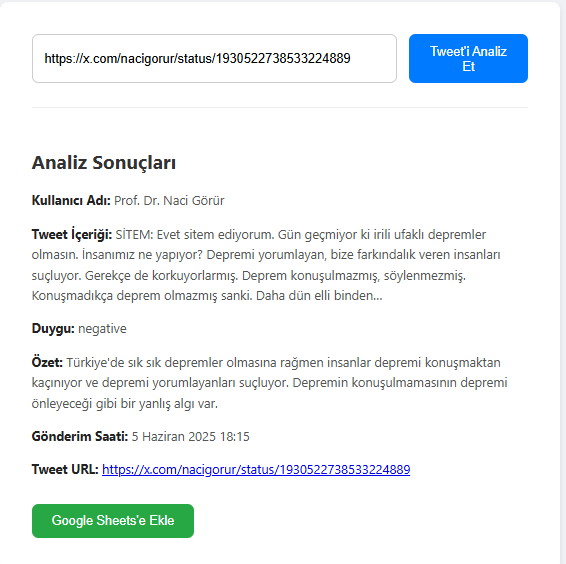 https://x.com/nacigorur/status/1930522738533224889
Tweet'i Analiz
Et
Analiz Sonuçları
Kullanıcı Adı: Prof. Dr. Naci Görür
Tweet İçeriği: SİTEM: Evet sitem ediyorum. Gün geçmiyor ki irili ufaklı depremler
olmasın. İnsanımız ne yapıyor? Depremi yorumlayan, bize farkındalık veren insanları
suçluyor. Gerekçe de korkuyorlarmış. Deprem konuşulmazmış, söylenmezmiş.
Konuşmadıkça deprem olmazmış sanki. Daha dün elli binden...
Duygu: negative
Özet: Türkiye'de sık sık depremler olmasına rağmen insanlar depremi konuşmaktan
kaçınıyor ve depremi yorumlayanları suçluyor. Depremin konuşulmamasının depremi
önleyeceği gibi bir yanlış algı var.
Gönderim Saati: 5 Haziran 2025 18:15
Tweet URL: https://x.com/nacigorur/status/1930522738533224889
Google Sheets'e Ekle